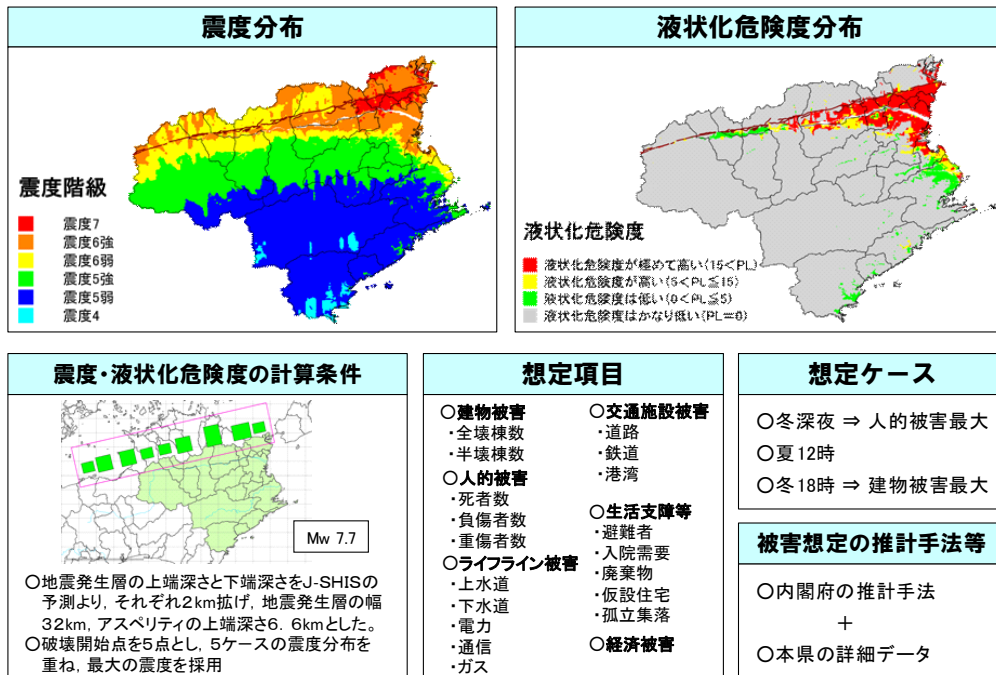 震度分布
震度階級
震度7
震度6強
震度6弱
震度5強
震度5弱
震度4
液状化危険度分布
液状化危険度
液状化危険度が極めて高い(15<PL)
液状化危険度が高い(5<PL≦15)
液状化危険度は低い(0<PL≦5)
液状化危険度はかなり低い(PL=0)
震度・液状化危険度の計算条件
Mw 7.7
○地震発生層の上端深さと下端深さをJ-SHISの
予測より，それぞれ2km拡げ，地震発生層の幅
32km，アスペリティの上端深さ6．6kmとした。
○破壊開始点を5点とし，5ケースの震度分布を
重ね，最大の震度を採用
想定項目
○建物被害
・全壊棟数
・半壊棟数
○人的被害
・死者数
・負傷者数
・重傷者数
○ライフライン被害
・上水道
・下水道
・電力
・通信
・ガス
○交通施設被害
・道路
・鉄道
・港湾
○生活支障等
・避難者
・入院需要
・廃棄物
・仮設住宅
・孤立集落
○経済被害
想定ケース
○冬深夜 ⇒ 人的被害最大
○夏12時
○冬18時 ⇒ 建物被害最大
被害想定の推計手法等
○内閣府の推計手法
＋
○本県の詳細データ